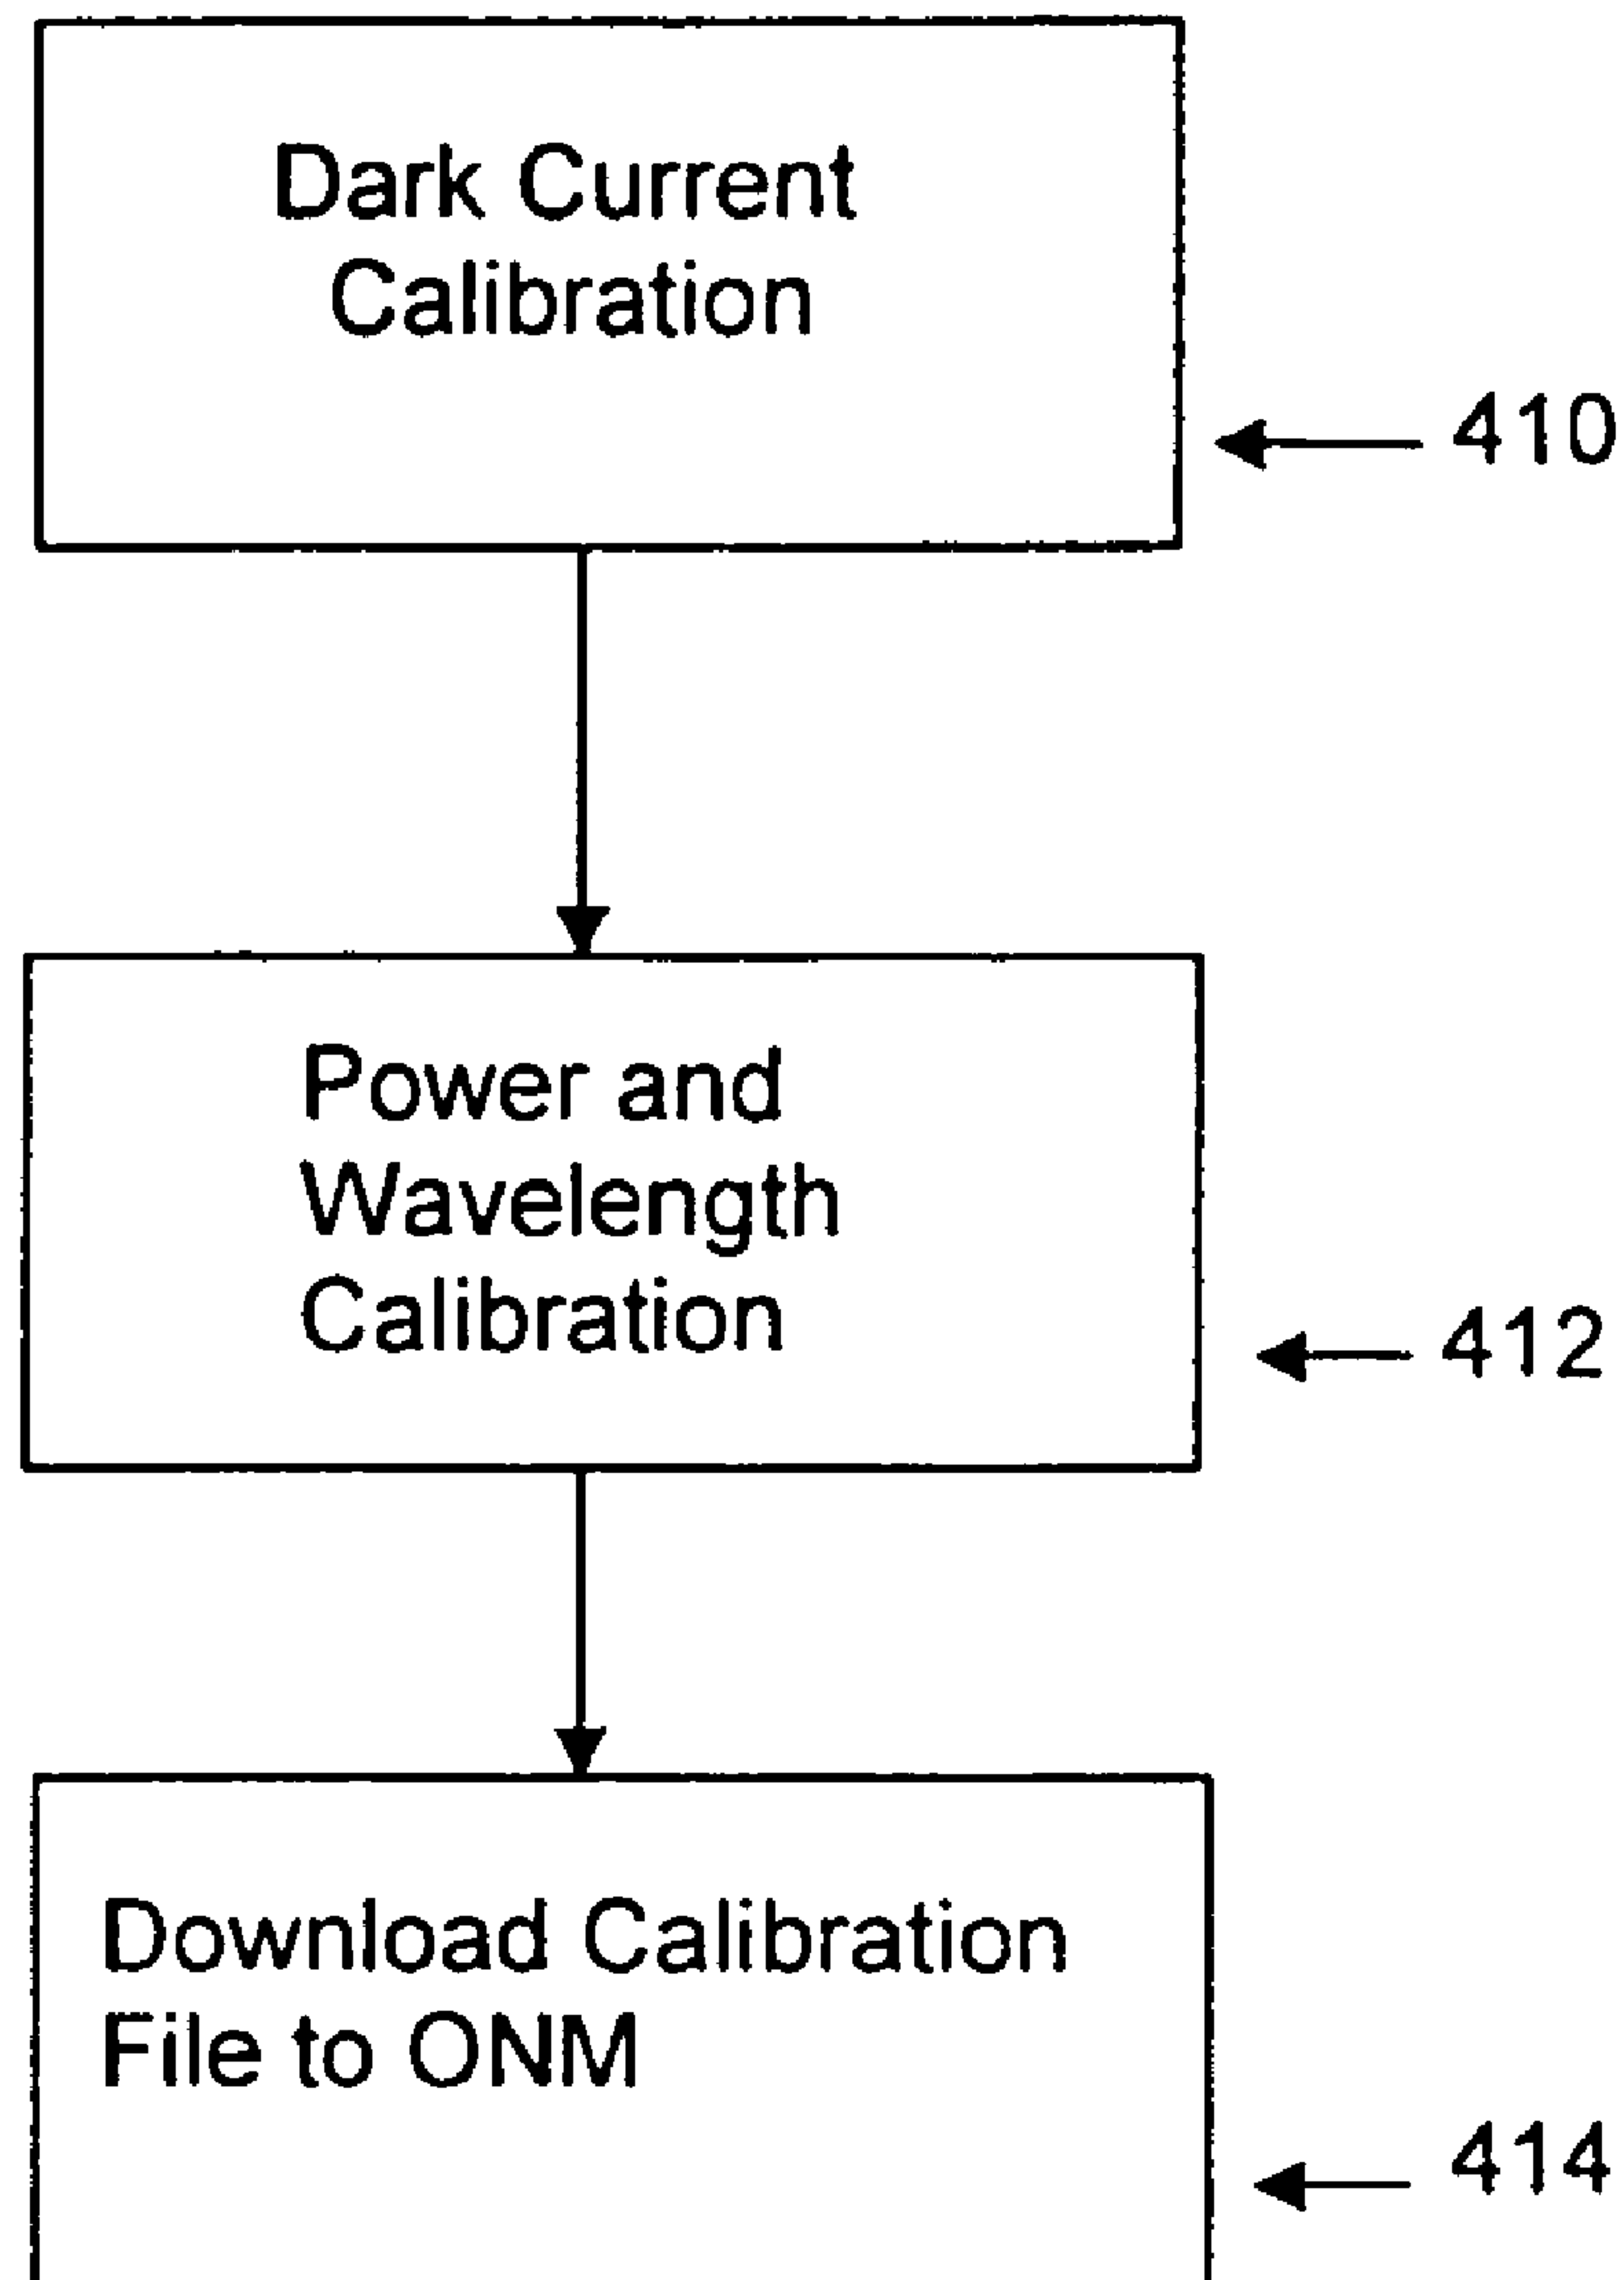 Dark Current
Calibration
410
Power and
Wavelength
Calibration
412
Download Calibration
File to ONM
414